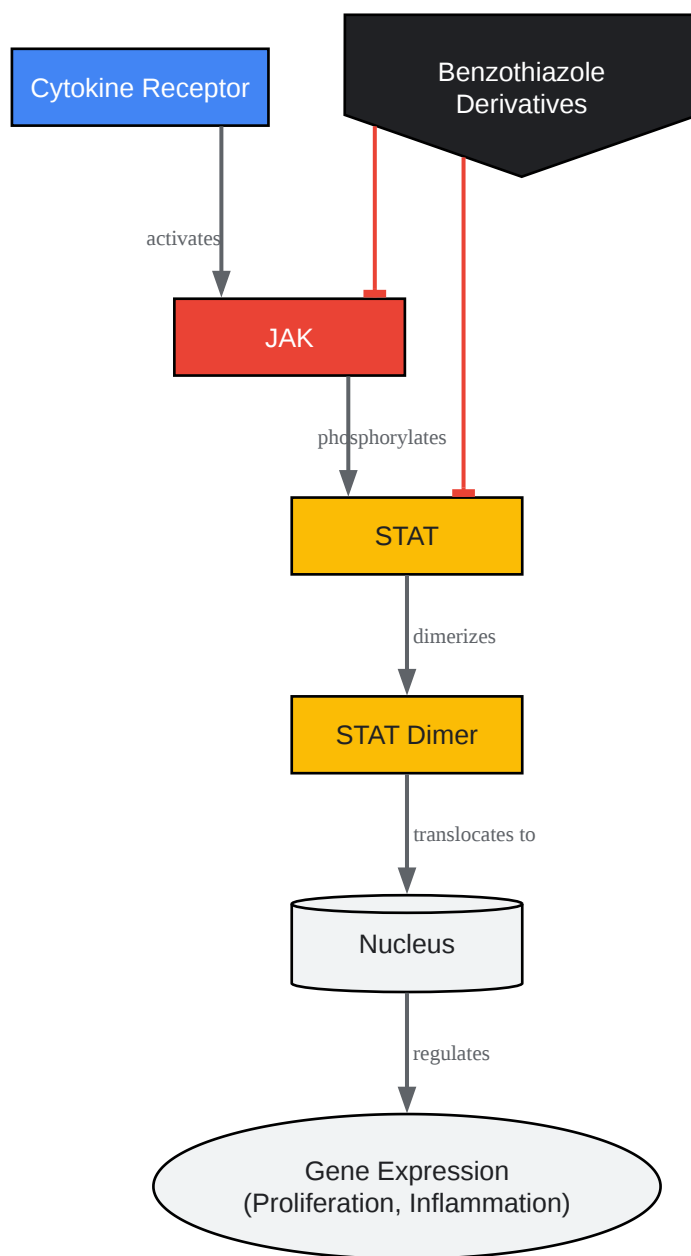 Cytokine Receptor
Benzothiazole
Derivatives
activates
JAK
phosphorylates
STAT
dimerizes
STAT Dimer
translocates to
Nucleus
regulates
Gene Expression
(Proliferation, Inflammation)